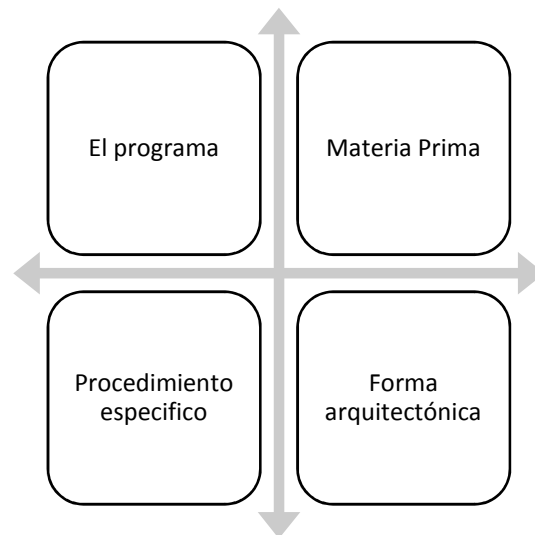 El programa
Materia Prima
Procedimiento
especifico
Forma
arquitectónica